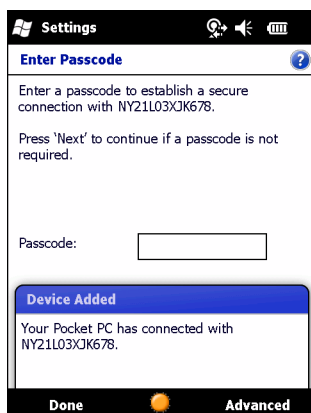 Settings
Enter Passcode
Enter a passcode to establish a secure
connection with NY21L03XJK678.
Press 'Next' to continue if a passcode is not
required.
Passcode:
Device Added
Your Pocket PC has connected with
NY21L03XJK678.
Done
Advanced